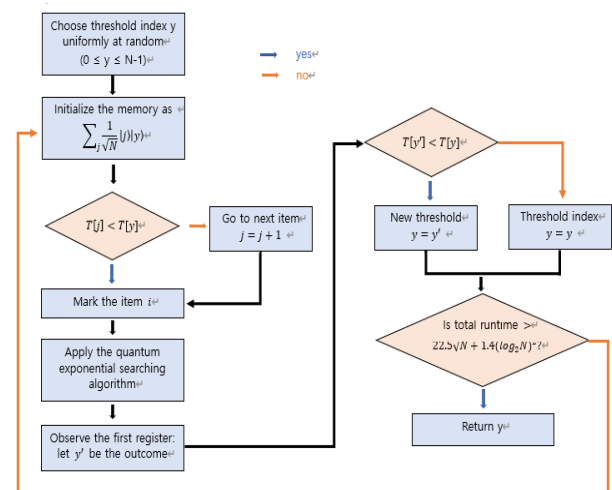 Choose threshold index y
uniformly at random↵
(0 ≤ y ≤ N-1)↵
yes
no↵
Initialize the memory as ↵
∑_j 1/√N |j⟩|y⟩↵
T[j] < T[y]↵
Go to next item↵
j = j + 1 ↵
Mark the item i↵
Apply the quantum
exponential searching
algorithm↵
Observe the first register:↵
let y′ be the outcome↵
T[y′] < T[y]↵
New threshold↵
y = y′ ↵
Threshold index↵
y = y ↵
Is total runtime >↵
22.5√N + 1.4(log₂N)²?↵
Return y↵